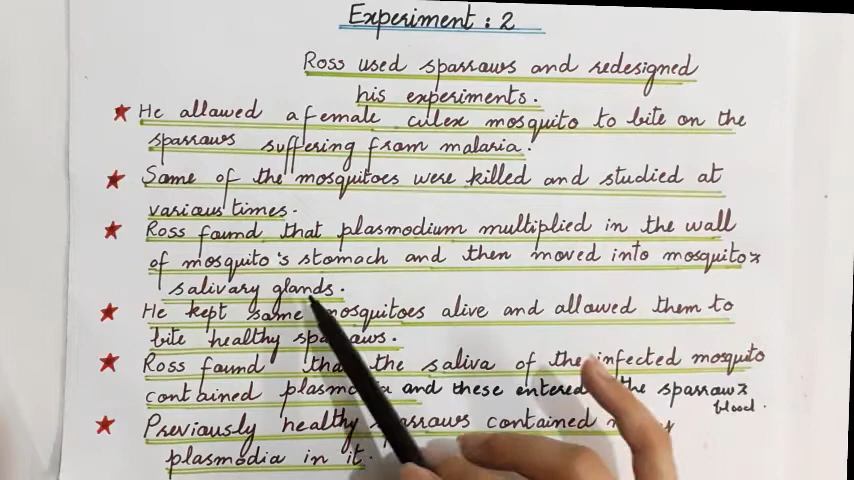 Experiment : 2
Ross used sparrows and redesigned
his experiments.
He allowed a female culex mosquito to bite on the
sparrows suffering from malaria.
Some of the mosquitoes were killed and studied at
various times.
Ross found that plasmodium multiplied in the wall
of mosquito's stomach and then moved into mosquito's
salivary glands.
He kept some mosquitoes alive and allowed them to
bite healthy sparrows.
Ross found that the saliva of the infected mosquito
contained plasmodia and these entered the sparrow's
blood.
Previously healthy sparrows contained
plasmodia in it.